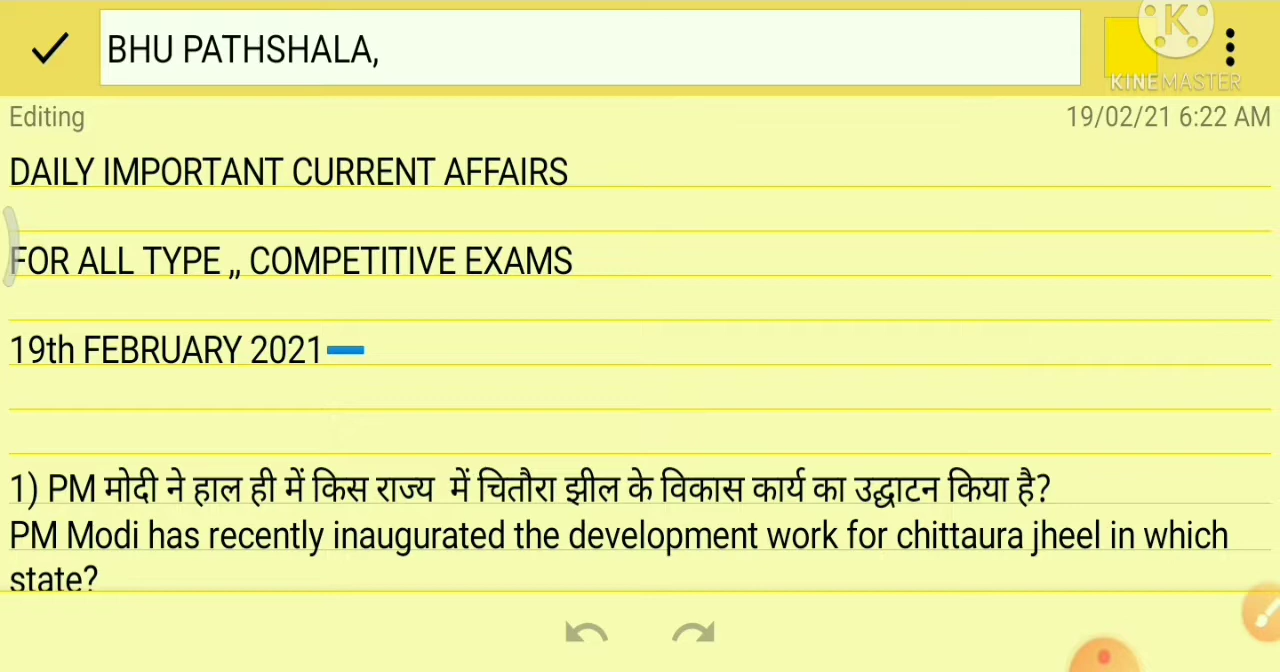 BHU PATHSHALA,
K
KINEMASTER
Editing
19/02/21 6:22 AM
DAILY IMPORTANT CURRENT AFFAIRS
FOR ALL TYPE ,, COMPETITIVE EXAMS
19th FEBRUARY 2021
1) PM मोदी ने हाल ही में किस राज्य में चितौरा झील के विकास कार्य का उद्घाटन किया है?
PM Modi has recently inaugurated the development work for chittaura jheel in which
state?